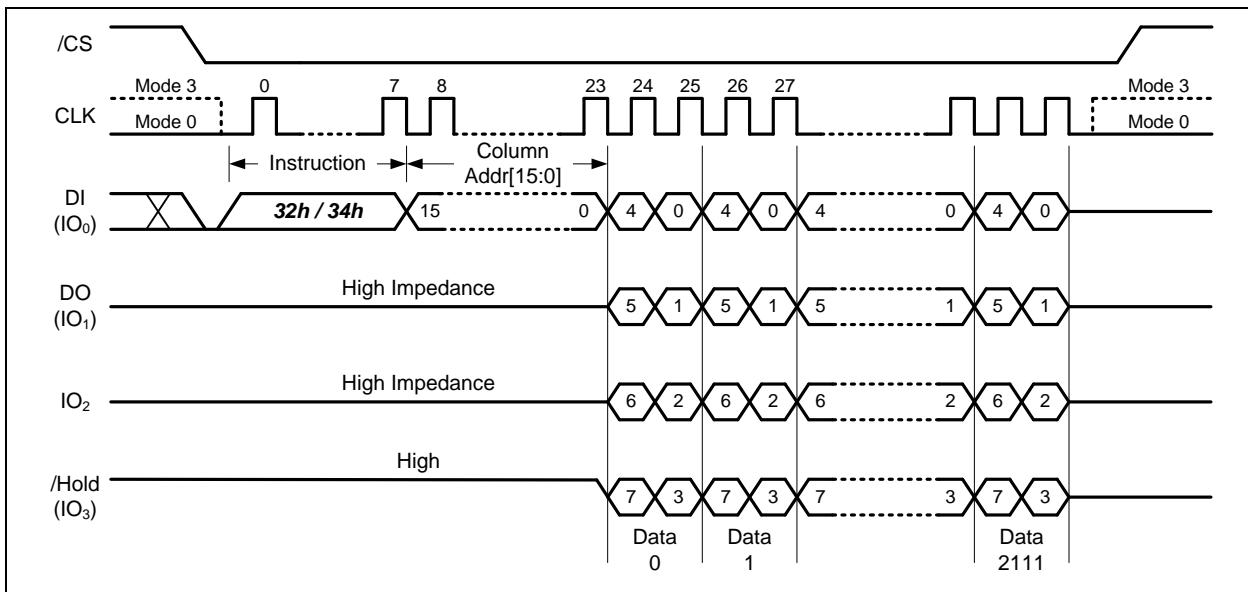 /CS
Mode 3 0 7 8 23 24 25 26 27 Mode 3
CLK
Mode 0 Mode 0
Instruction Column
Addr[15:0]
DI
(IO0) 32h / 34h 15 0 4 0 4 0 4 0 4 0
High Impedance
DO
(IO1) 5 1 5 1 5 1 5 1
High Impedance
IO2 6 2 6 2 6 2 6 2
High
/Hold
(IO3) 7 3 7 3 7 3 7 3
Data Data Data
0 1 2111